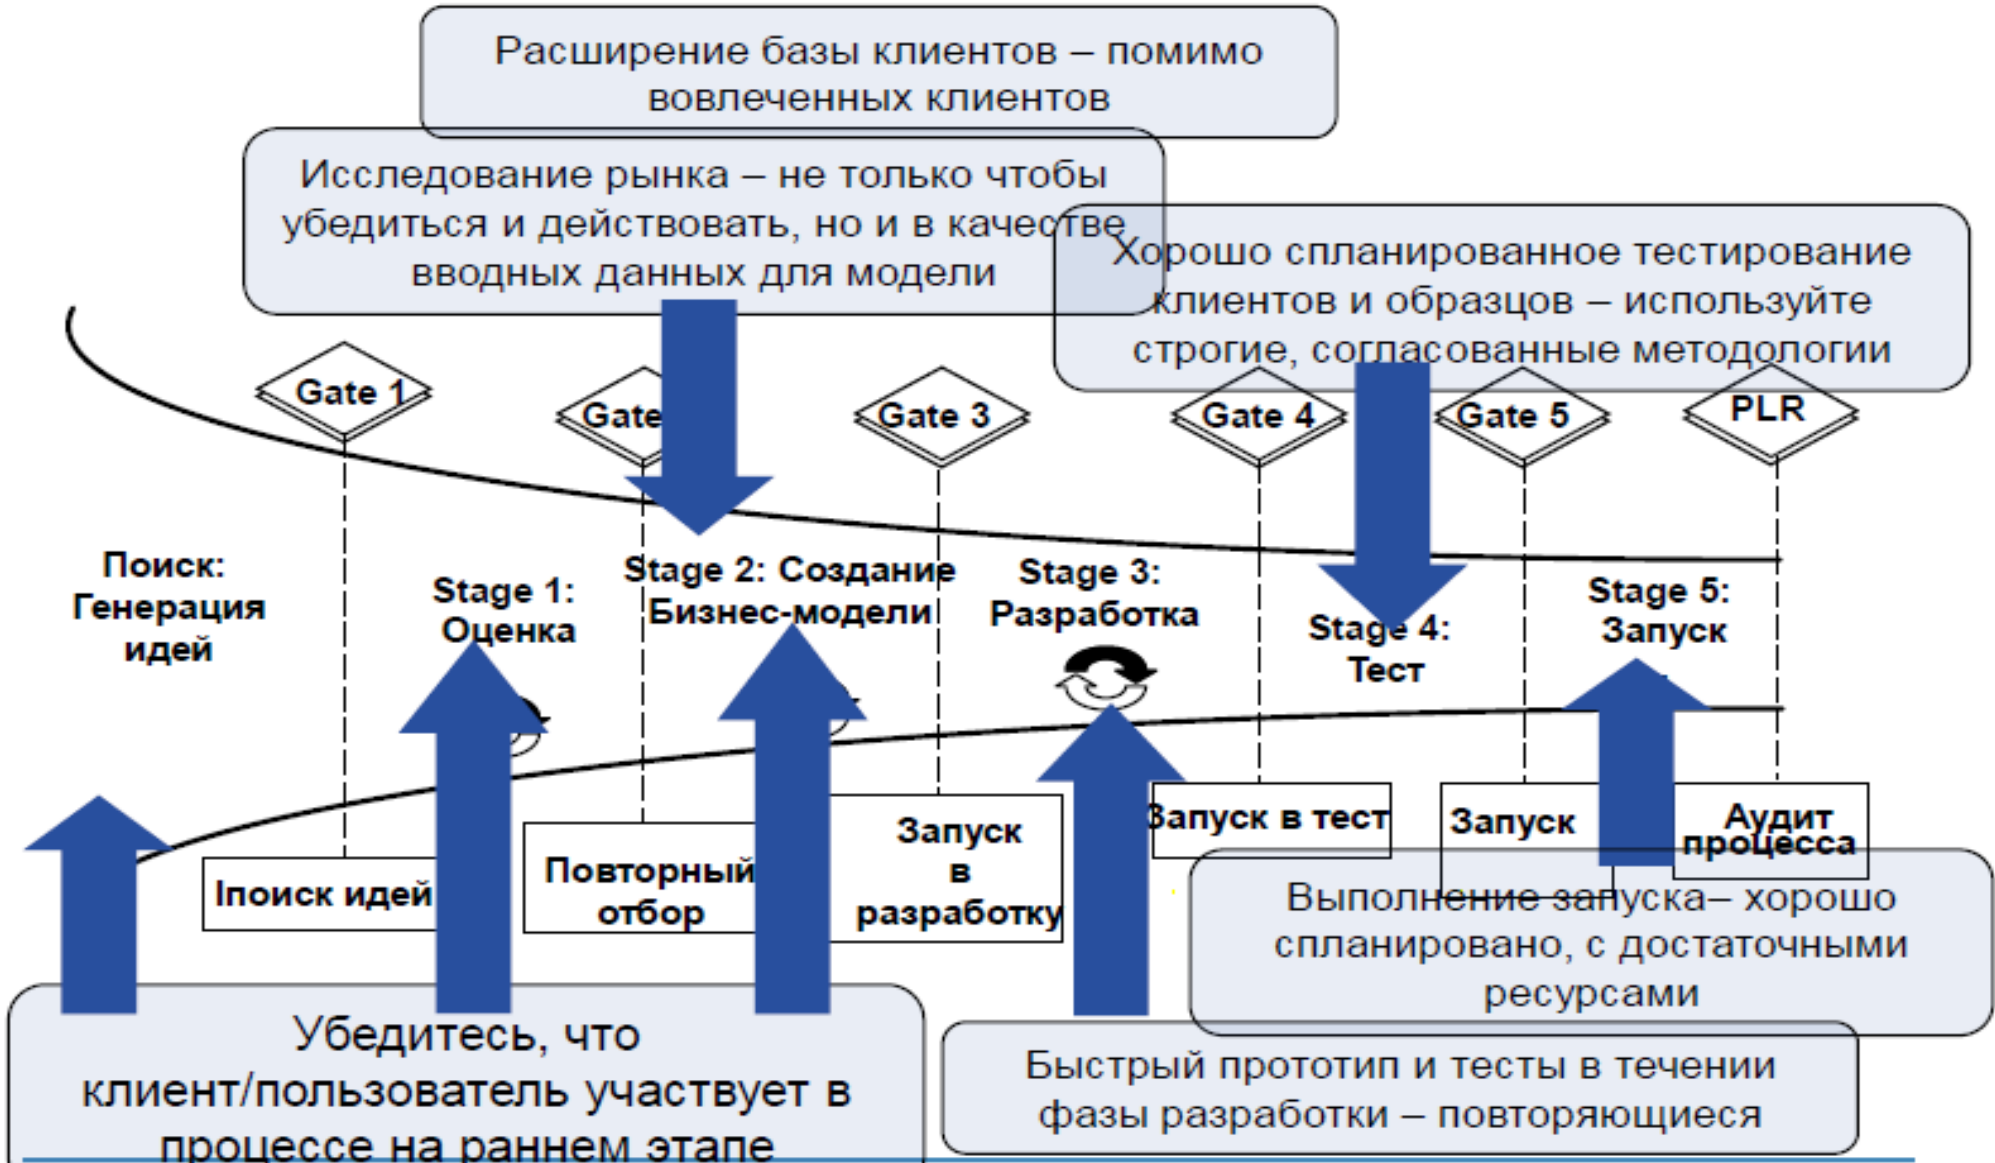 Расширение базы клиентов – помимо
вовлеченных клиентов
Исследование рынка – не только чтобы
убедиться и действовать, но и в качестве
вводных данных для модели
Хорошо спланированное тестирование
клиентов и образцов – используйте
строгие, согласованные методологии
Gate 1
Gate
Gate 3
Gate 4
Gate 5
PLR
Поиск:
Генерация
идей
Stage 1:
Оценка
Stage 2: Создание
Бизнес-модели
Stage 3:
Разработка
Stage 4:
Тест
Stage 5:
Запуск
Iпоиск идей
Повторный
отбор
Запуск
в
разработку
Запуск в тест
Запуск
Аудит
процесса
Выполнение запуска– хорошо
спланировано, с достаточными
ресурсами
Быстрый прототип и тесты в течении
фазы разработки – повторяющиеся
Убедитесь, что
клиент/пользователь участвует в
процессе на раннем этапе